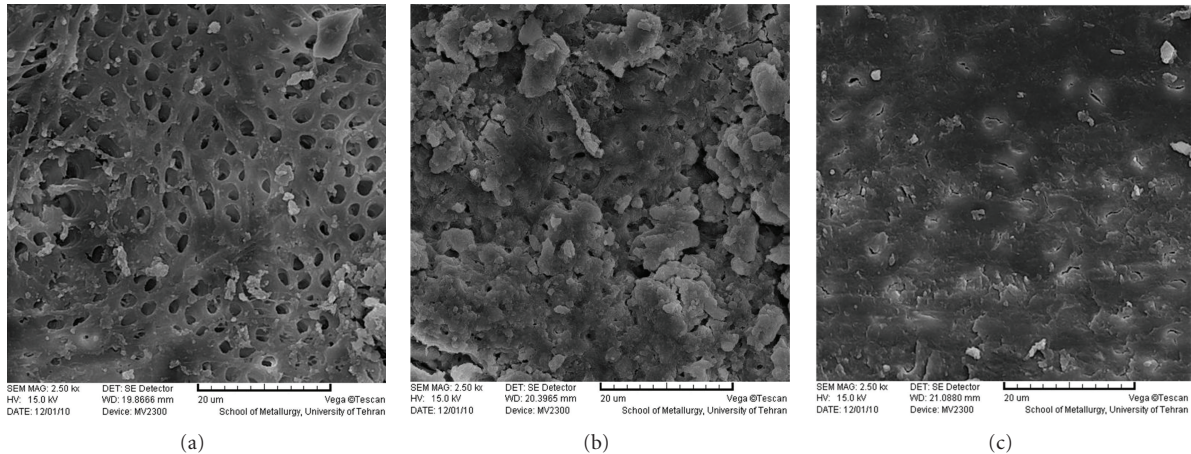 SEM MAG: 2.50 kx DET: SE Detector
HV: 15.0 kV WD: 19.8666 mm 20 um Vega ©Tescan
DATE: 12/01/10 Device: MV2300 School of Metallurgy, University of Tehran
(a)
SEM MAG: 2.50 kx DET: SE Detector
HV: 15.0 kV WD: 20.3965 mm 20 um Vega ©Tescan
DATE: 12/01/10 Device: MV2300 School of Metallurgy, University of Tehran
(b)
SEM MAG: 2.50 kx DET: SE Detector
HV: 15.0 kV WD: 21.0880 mm 20 um Vega ©Tescan
DATE: 12/01/10 Device: MV2300 School of Metallurgy, University of Tehran
(c)